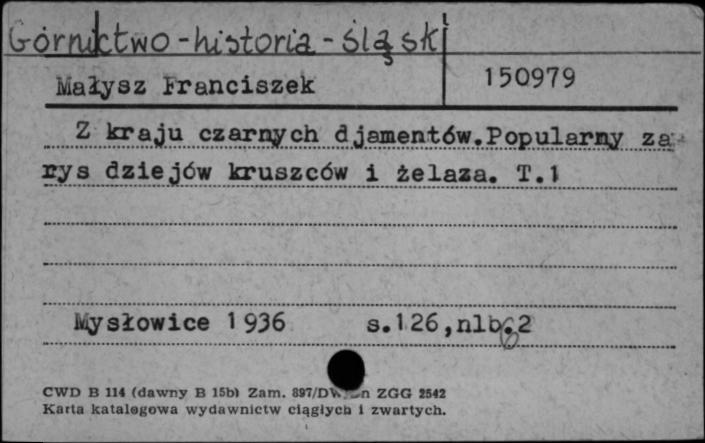 Górnictwo-historia-śląsk
Małysz Franciszek
150979
Z kraju czarnych djamentów.Popularny za-
rys dziejów kruszców i żelaza. T.1
Mysłowice 1936 s.126,nlb.2
6
CWD B 114 (dawny B 15b) Zam. 897/ ZGG 2542
Karta katalogowa wydawnictw ciągłych i zwartych.